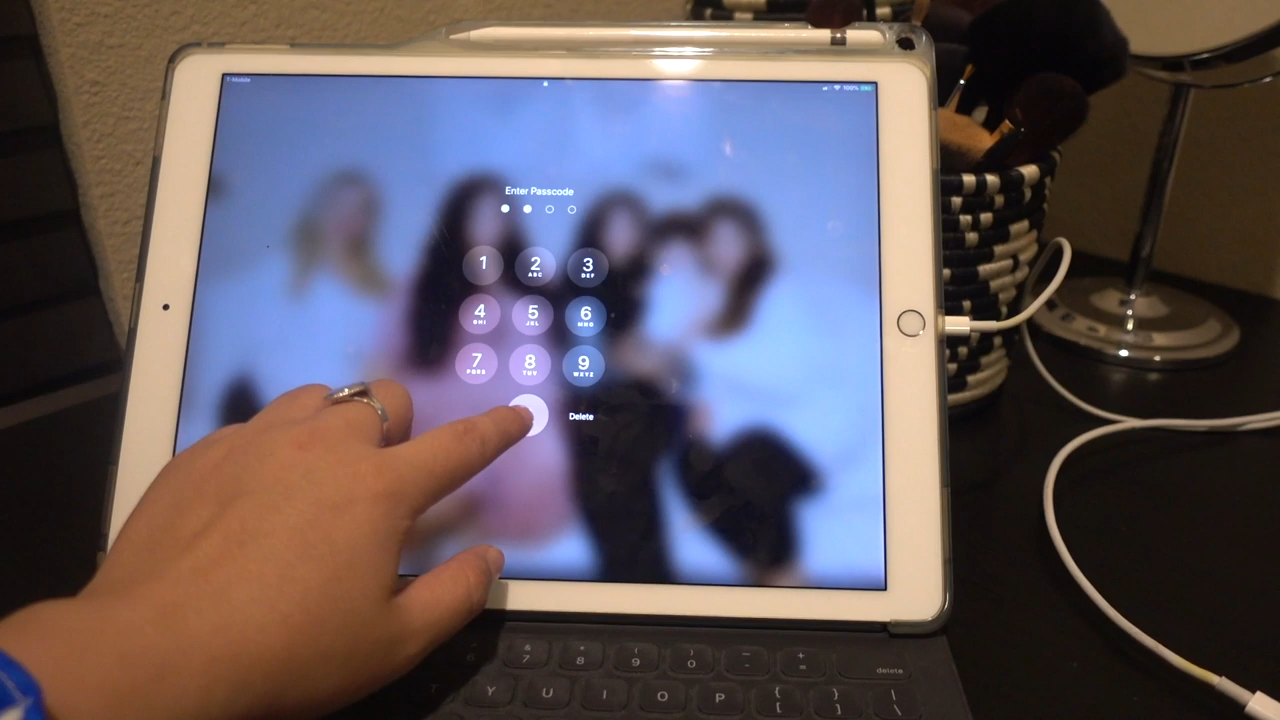 T-Mobile 100%
Enter Passcode
1 2 ABC 3 DEF
4 GHI 5 JKL 6 MNO
7 PQRS 8 TUV 9 WXYZ
Delete
6 & 7 * 8 ( 9 ) 0 _ - + = delete
T Y U I O P { [ } ] | \